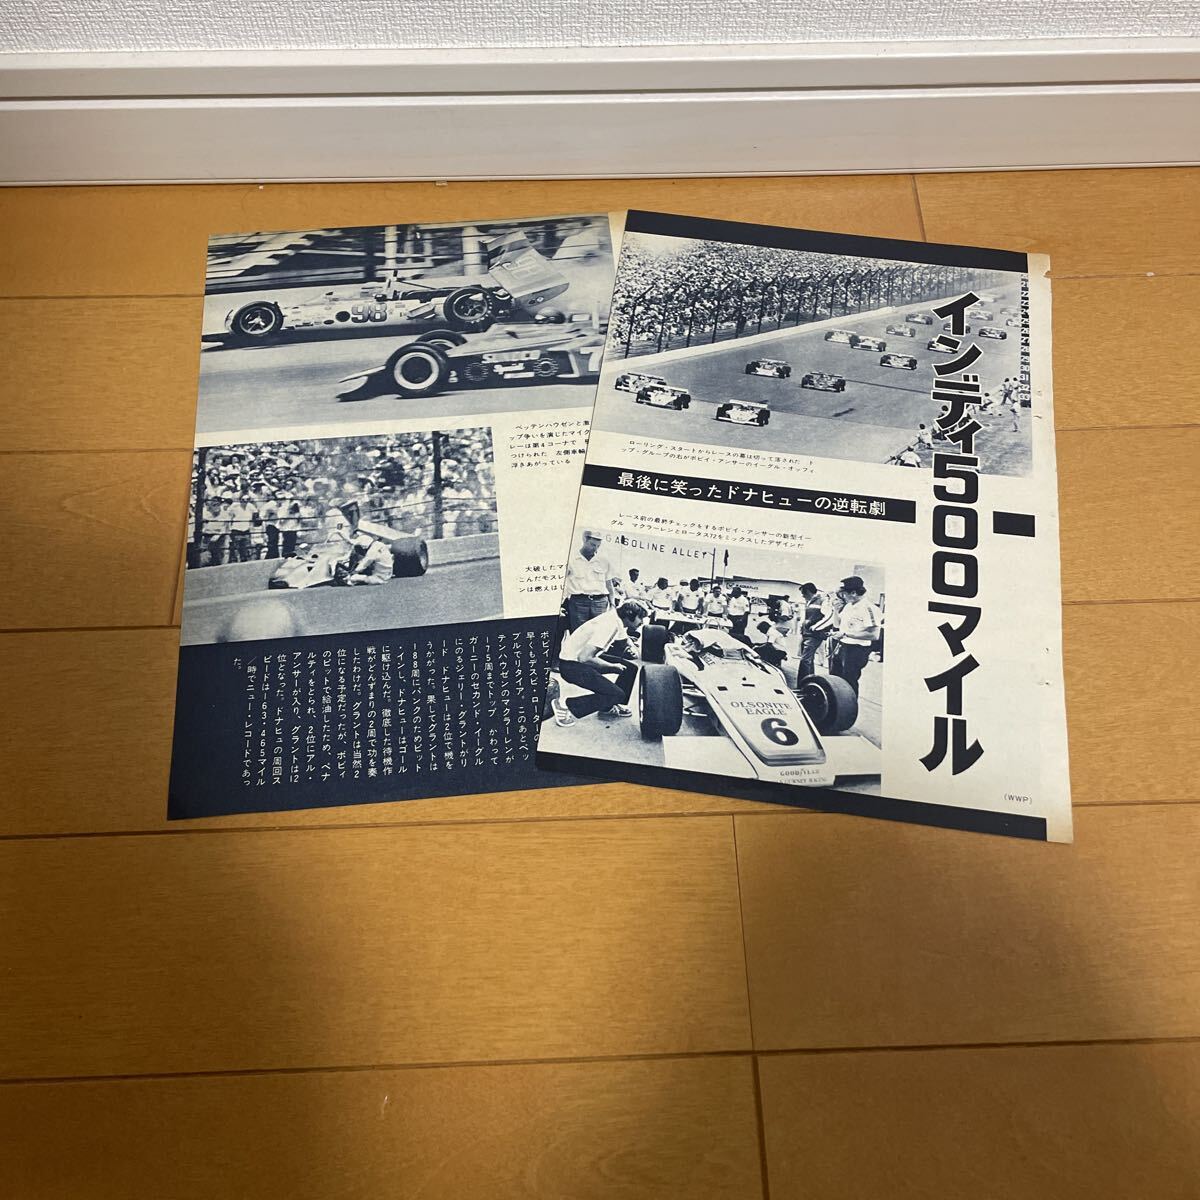 インディ500マイル
ローリング・スタートからレースの幕は切って落された ト
ップ・グループの右がボビイ・アンサーのイーグル・オッフィ
最後に笑ったドナヒューの逆転劇
レース前の最終チェックをするボビイ・アンサーの新型イー
グル マクラーレンとロータス72をミックスしたデザインだ
GASOLINE ALLEY
OLSONITE
EAGLE
6
GOODYEAR
(WWP)
98
ベッテンハウゼンと激
ップ争いを演じたマイク
レーは第4コーナで
つけられた 左側車輪
浮きあがっている
大破したマ
こんだモスレ
ンは燃えはじ
ボビイ・ア
早くもデスビ・ローターの
ブルでリタイア。このあとベッ
テンハウゼンのマクラーレンが
175周までトップ かわって
ガーニーのセカンド・イーグル
にのるジェリー・グラントがリ
ード ドナヒューは2位で機を
うかがった。果してグラントは
188周にパンクのためピット
・インし、ドナヒューはゴール
に駆け込んだ。徹底した待機作
戦がどんずまりの2周で功を奏
したわけだ。グラントは当然2
位になる予定だったが、ボビイ
のピットで給油したため、ペナ
ルティをとられ、2位にアル・
アンサーが入り、グラントは12
位となった。ドナヒュの周回ス
ピードは163・465マイル
／時でニュー・レコードであっ
た。